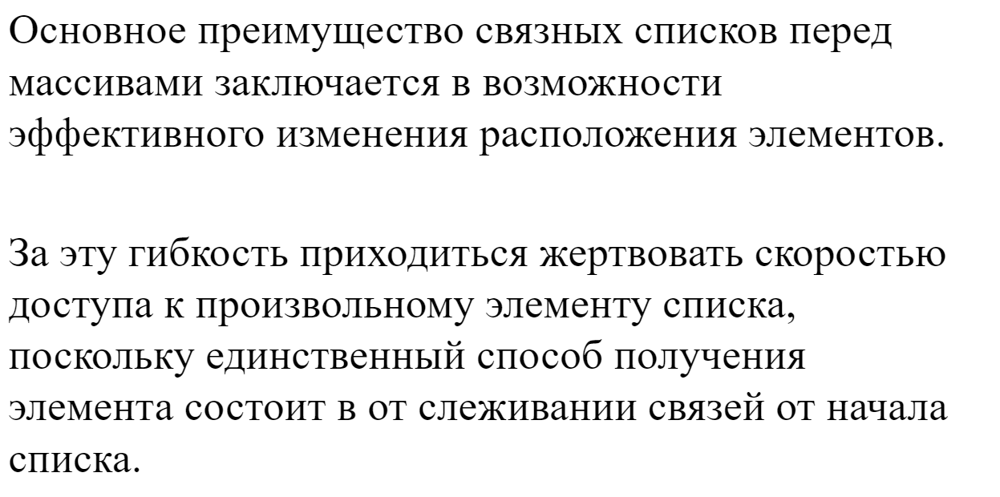 Основное преимущество связных списков перед
массивами заключается в возможности
эффективного изменения расположения элементов.
За эту гибкость приходиться жертвовать скоростью
доступа к произвольному элементу списка,
поскольку единственный способ получения
элемента состоит в от слеживании связей от начала
списка.